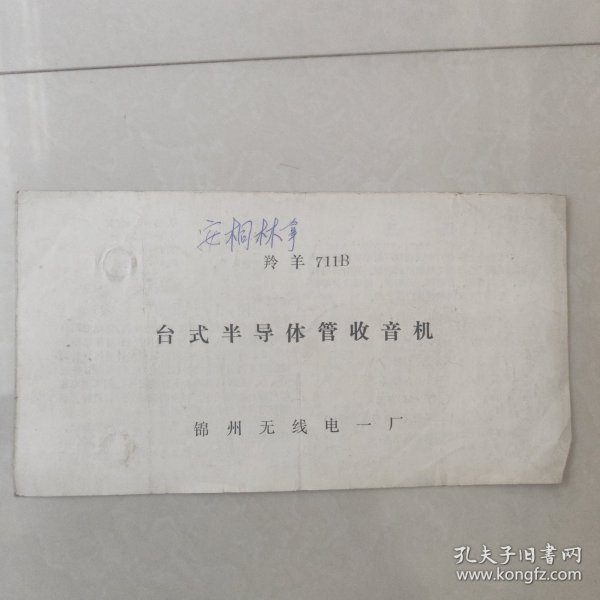 安桐林
羚羊 711B
台式半导体管收音机
锦州无线电一厂
孔夫子旧书网
www.kongfz.com